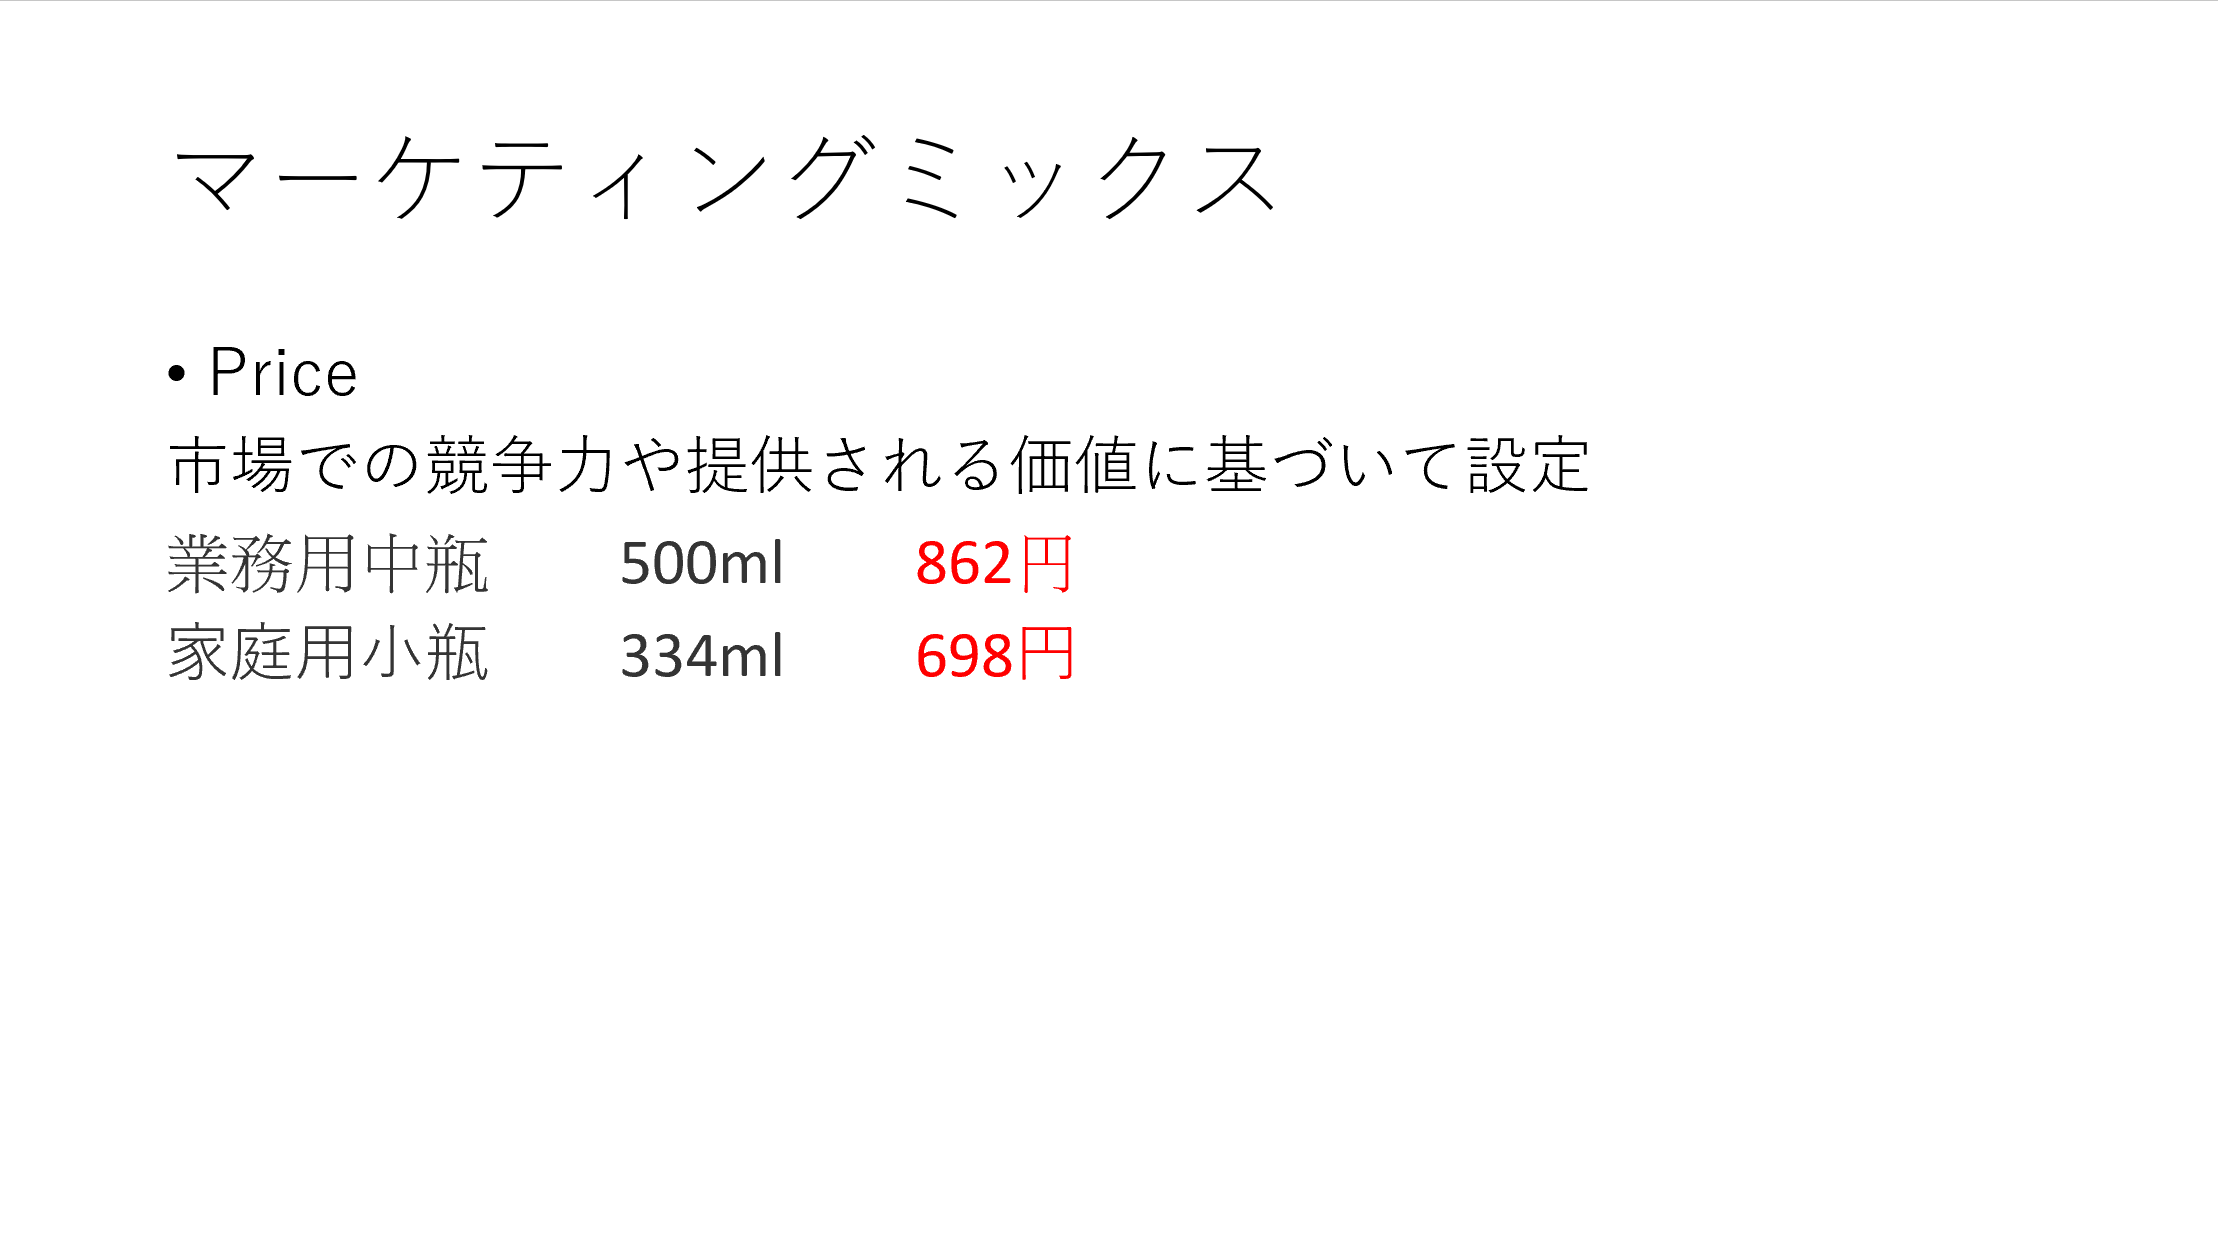 マーケティングミックス
• Price
市場での競争力や提供される価値に基づいて設定
業務用中瓶 500ml 862円
家庭用小瓶 334ml 698円